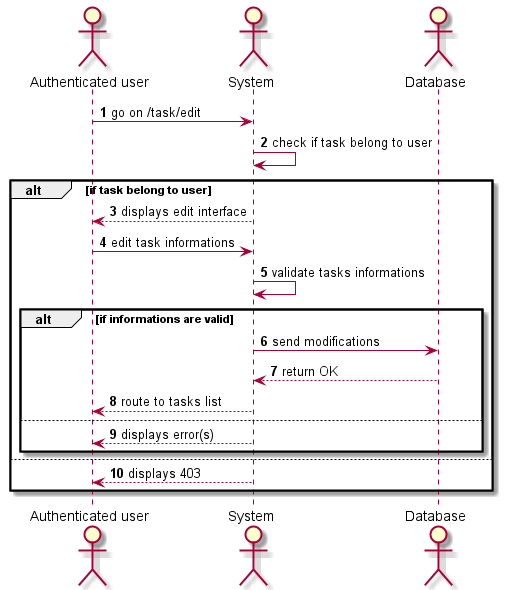 Authenticated user System Database
1 go on /task/edit
2 check if task belong to user
alt [if task belong to user]
3 displays edit interface
4 edit task informations
5 validate tasks informations
alt [if informations are valid]
6 send modifications
7 return OK
8 route to tasks list
9 displays error(s)
10 displays 403
Authenticated user System Database